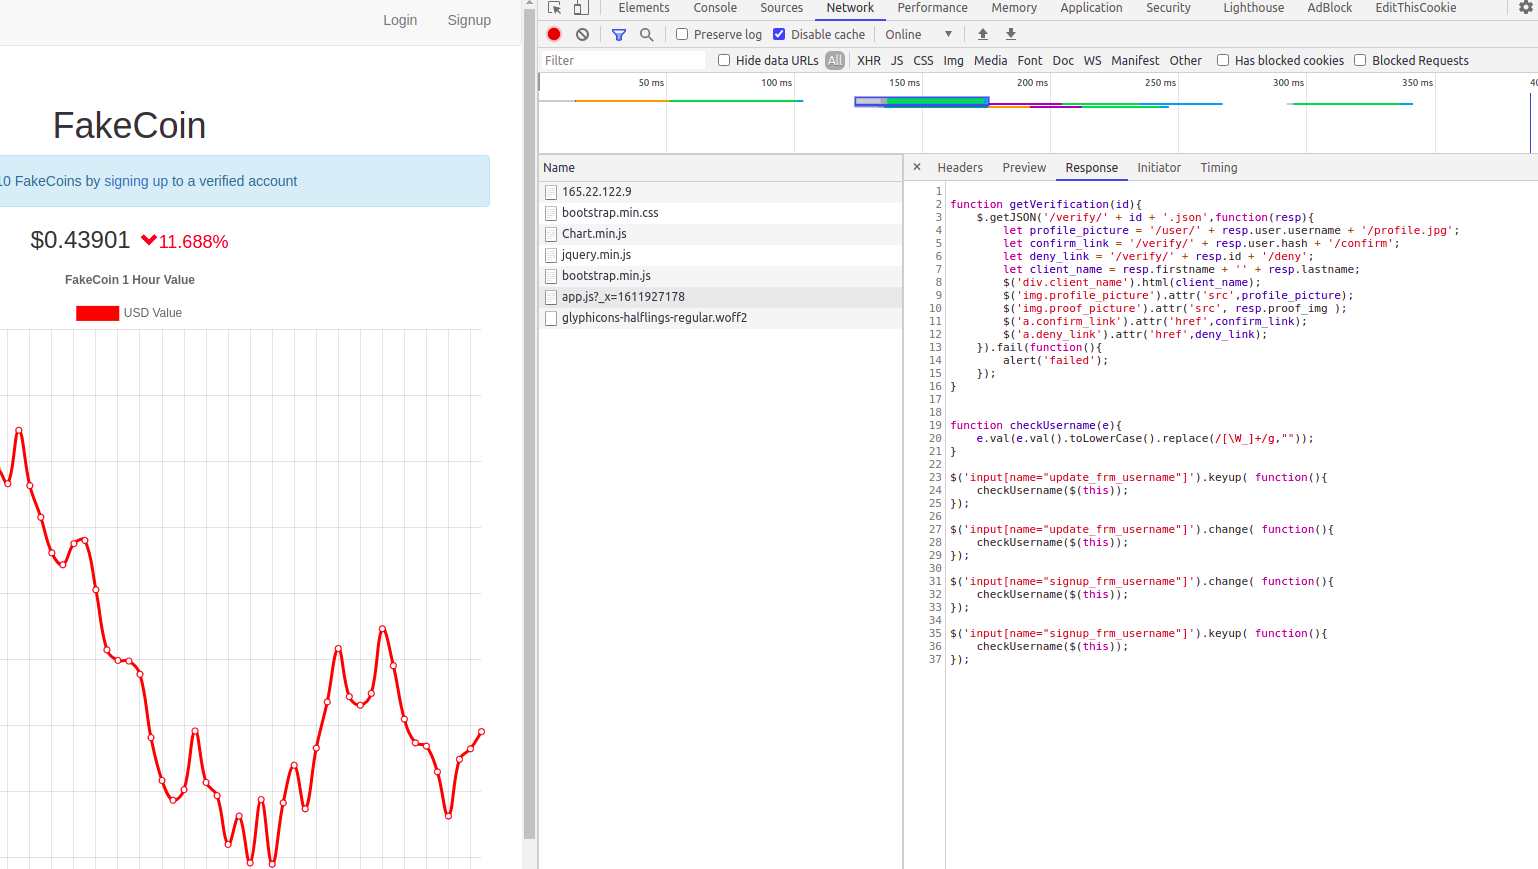 Login Signup
FakeCoin
10 FakeCoins by signing up to a verified account
$0.43901 11.688%
FakeCoin 1 Hour Value
USD Value
Elements Console Sources Network Performance Memory Application Security Lighthouse AdBlock EditThisCookie
Preserve log Disable cache Online
Filter Hide data URLs All XHR JS CSS Img Media Font Doc WS Manifest Other Has blocked cookies Blocked Requests
50 ms 100 ms 150 ms 200 ms 250 ms 300 ms 350 ms 40
Name
165.22.122.9
bootstrap.min.css
Chart.min.js
jquery.min.js
bootstrap.min.js
app.js?_x=1611927178
glyphicons-halflings-regular.woff2
× Headers Preview Response Initiator Timing
1
2 function getVerification(id){
3     $.getJSON('/verify/' + id + '.json',function(resp){
4         let profile_picture = '/user/' + resp.user.username + '/profile.jpg';
5         let confirm_link = '/verify/' + resp.user.hash + '/confirm';
6         let deny_link = '/verify/' + resp.id + '/deny';
7         let client_name = resp.firstname + '' + resp.lastname;
8         $('div.client_name').html(client_name);
9         $('img.profile_picture').attr('src',profile_picture);
10         $('img.proof_picture').attr('src', resp.proof_img );
11         $('a.confirm_link').attr('href',confirm_link);
12         $('a.deny_link').attr('href',deny_link);
13     }).fail(function(){
14         alert('failed');
15     });
16 }
17
18
19 function checkUsername(e){
20     e.val(e.val().toLowerCase().replace(/[\W_]+/g,""));
21 }
22
23 $('input[name="update_frm_username"]').keyup( function(){
24     checkUsername($(this));
25 });
26
27 $('input[name="update_frm_username"]').change( function(){
28     checkUsername($(this));
29 });
30
31 $('input[name="signup_frm_username"]').change( function(){
32     checkUsername($(this));
33 });
34
35 $('input[name="signup_frm_username"]').keyup( function(){
36     checkUsername($(this));
37 });